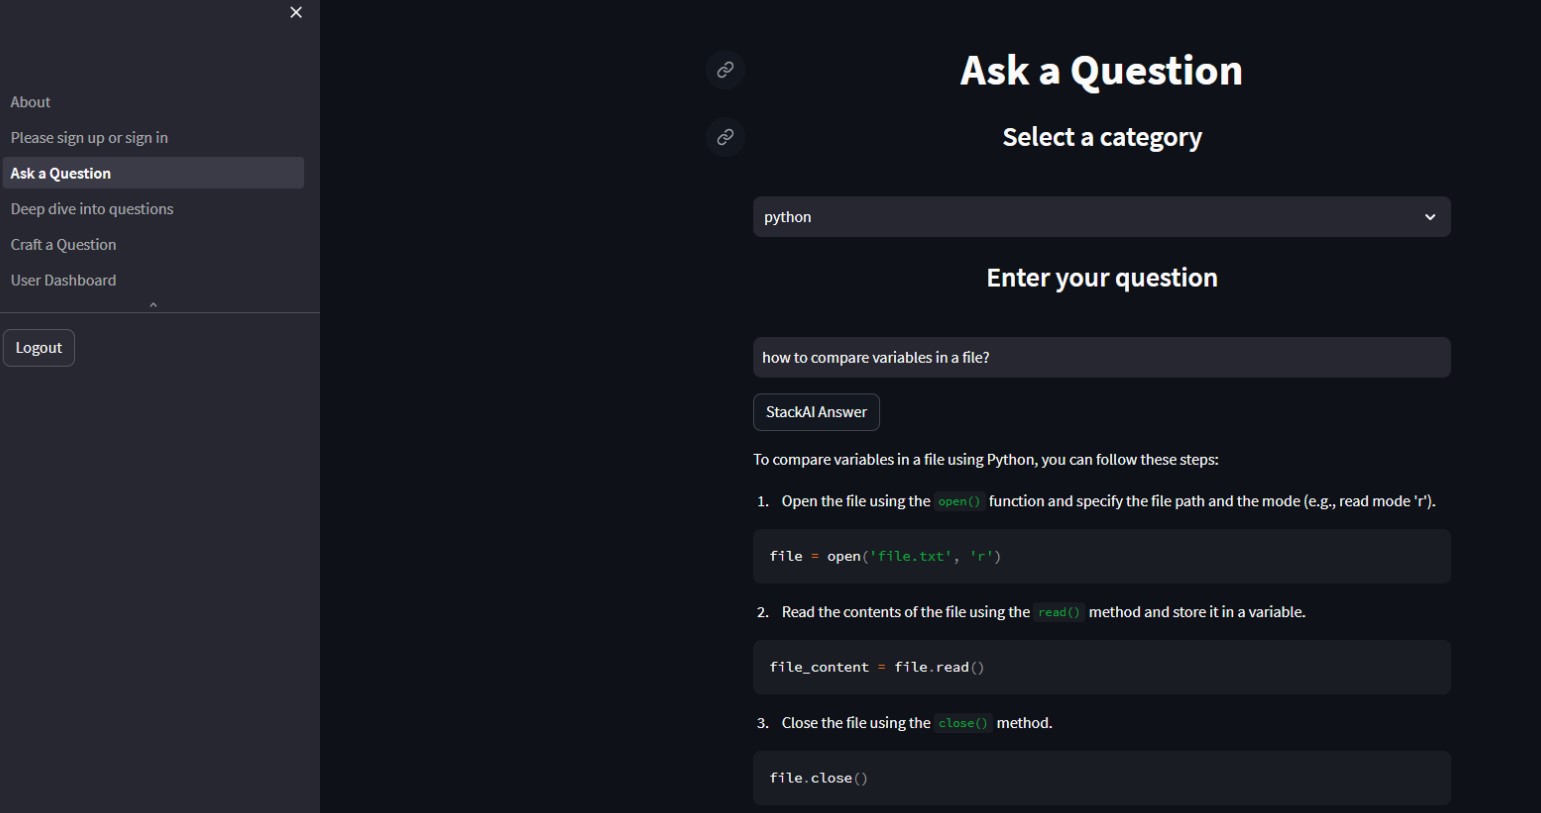 About
Please sign up or sign in
Ask a Question
Deep dive into questions
Craft a Question
User Dashboard
Logout
Ask a Question
Select a category
python
Enter your question
how to compare variables in a file?
StackAI Answer
To compare variables in a file using Python, you can follow these steps:
1. Open the file using the open() function and specify the file path and the mode (e.g., read mode 'r').
file = open('file.txt', 'r')
2. Read the contents of the file using the read() method and store it in a variable.
file_content = file.read()
3. Close the file using the close() method.
file.close()